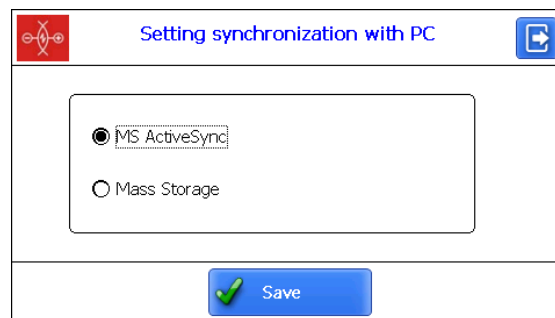 Setting synchronization with PC
MS ActiveSync
Mass Storage
Save